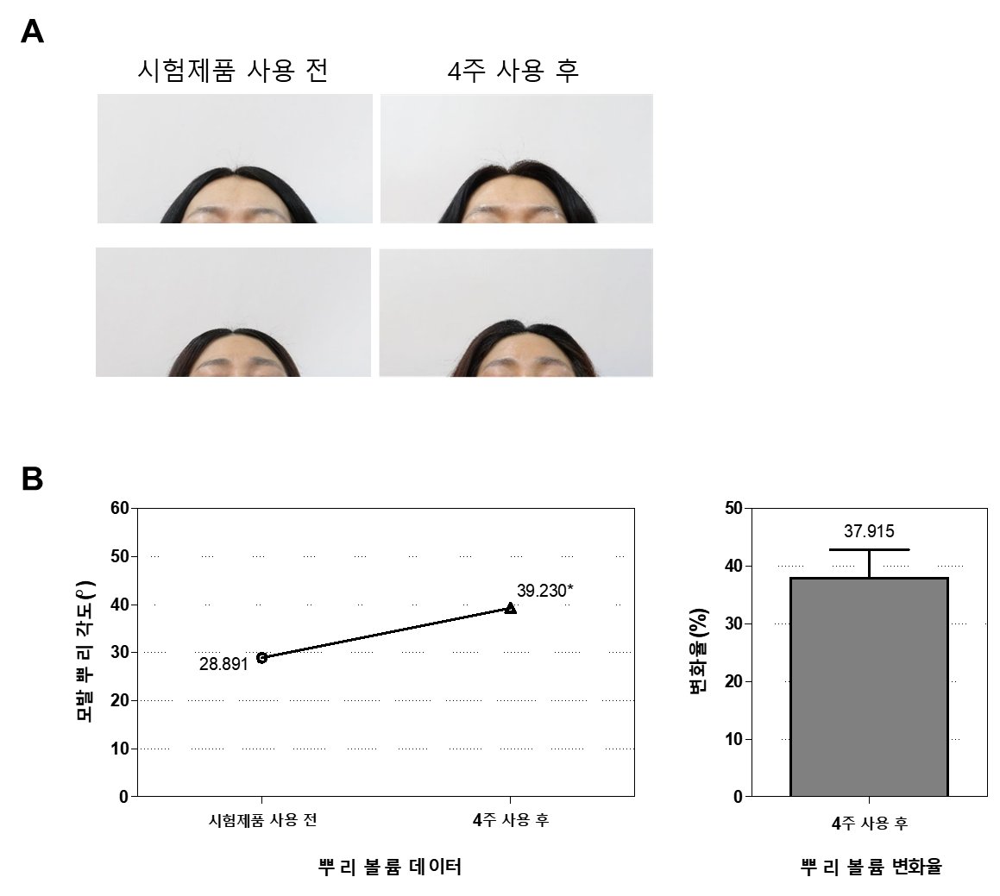 A
시험제품 사용 전
4주 사용 후
B
60
50
40
30
20
10
0
모발 뿌리 각도(º)
28.891
39.230*
시험제품 사용 전
4주 사용 후
뿌리 볼륨 데이터
50
40
30
20
10
0
변화율(%)
37.915
4주 사용 후
뿌리 볼륨 변화율